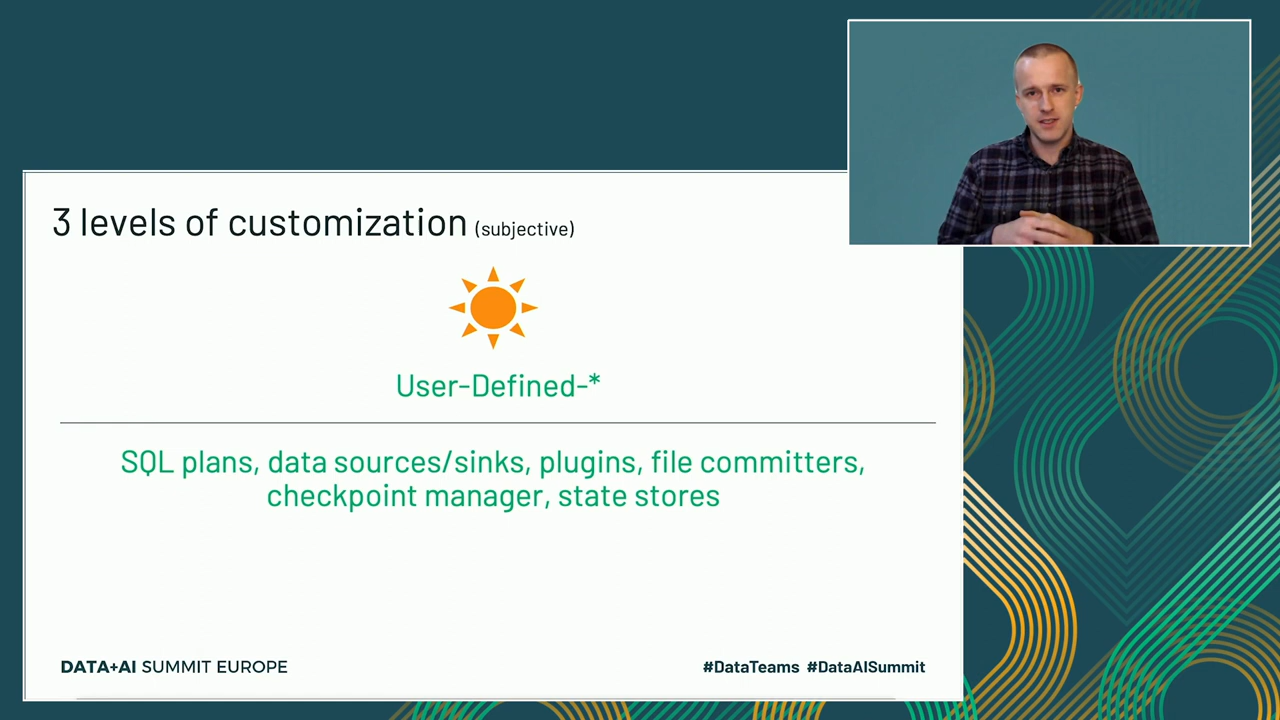 3 levels of customization (subjective)
User-Defined-*
SQL plans, data sources/sinks, plugins, file committers,
checkpoint manager, state stores
DATA+AI SUMMIT EUROPE
#DataTeams #DataAISummit